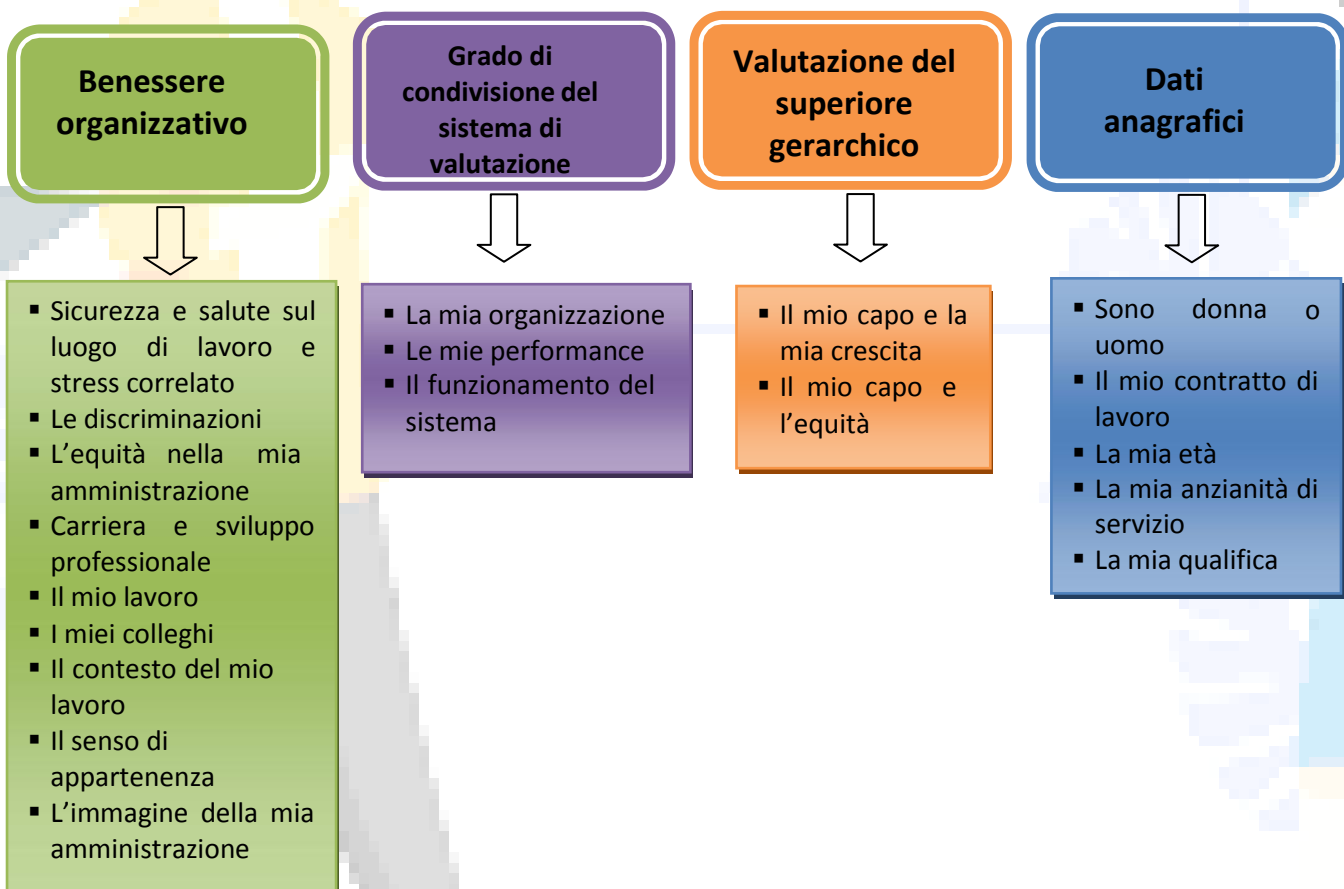 Benessere
organizzativo
Grado di
condivisione del
sistema di
valutazione
Valutazione del
superiore
gerarchico
Dati
anagrafici
▪ Sicurezza e salute sul
luogo di lavoro e
stress correlato
▪ Le discriminazioni
▪ L’equità nella mia
amministrazione
▪ Carriera e sviluppo
professionale
▪ Il mio lavoro
▪ I miei colleghi
▪ Il contesto del mio
lavoro
▪ Il senso di
appartenenza
▪ L’immagine della mia
amministrazione
▪ La mia organizzazione
▪ Le mie performance
▪ Il funzionamento del
sistema
▪ Il mio capo e la
mia crescita
▪ Il mio capo e
l’equità
▪ Sono donna o
uomo
▪ Il mio contratto di
lavoro
▪ La mia età
▪ La mia anzianità di
servizio
▪ La mia qualifica